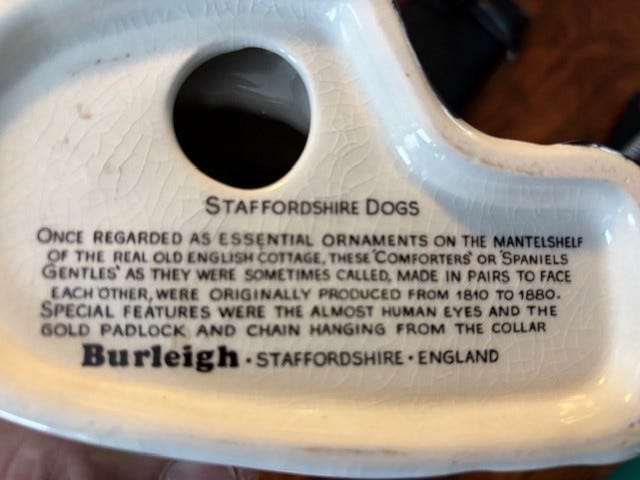 STAFFORDSHIRE DOGS
ONCE REGARDED AS ESSENTIAL ORNAMENTS ON THE MANTELSHELF
OF THE REAL OLD ENGLISH COTTAGE, THESE 'COMFORTERS' OR 'SPANIELS
GENTLES' AS THEY WERE SOMETIMES CALLED, MADE IN PAIRS TO FACE
EACH OTHER, WERE ORIGINALLY PRODUCED FROM 1810 TO 1880.
SPECIAL FEATURES WERE THE ALMOST HUMAN EYES AND THE
GOLD PADLOCK AND CHAIN HANGING FROM THE COLLAR
Burleigh · STAFFORDSHIRE · ENGLAND